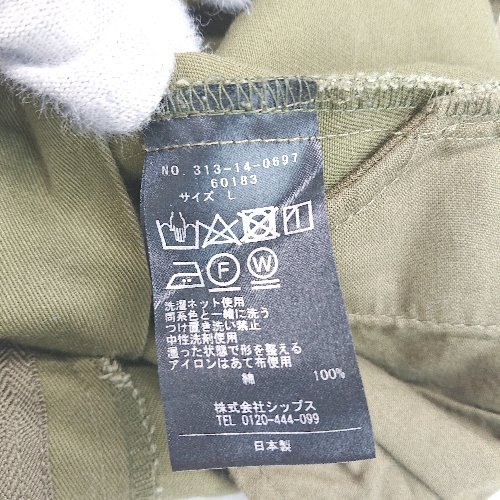 NO. 313-14-0697
60183
サイズ L
F W
洗濯ネット使用
同系色と一緒に洗う
つけ置き洗い禁止
中性洗剤使用
湿った状態で形を整える
アイロンはあて布使用
綿 100%
株式会社シップス
TEL 0120-444-099
日本製